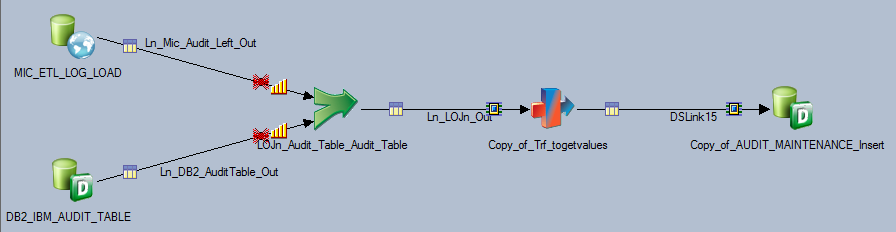 Ln_Mic_Audit_Left_Out
MIC_ETL_LOG_LOAD
Ln_LOJn_Out
DSLink15
LOJn_Audit_Table_Audit_Table
Copy_of_Trf_togetvalues
Copy_of_AUDIT_MAINTENANCE_Insert
Ln_DB2_AuditTable_Out
D
D
DB2_IBM_AUDIT_TABLE